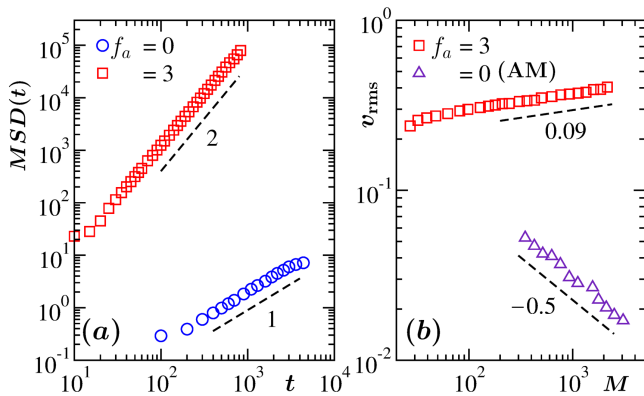 f_a = 0
= 3
MSD(t)
10^5
10^4
10^3
10^2
10^1
10^0
10^{-1}
2
1
(a)
10^1 10^2 10^3 10^4
t
f_a = 3
= 0 (AM)
v_rms
10^0
10^{-1}
10^{-2}
0.09
−0.5
(b)
10^2 10^3
M